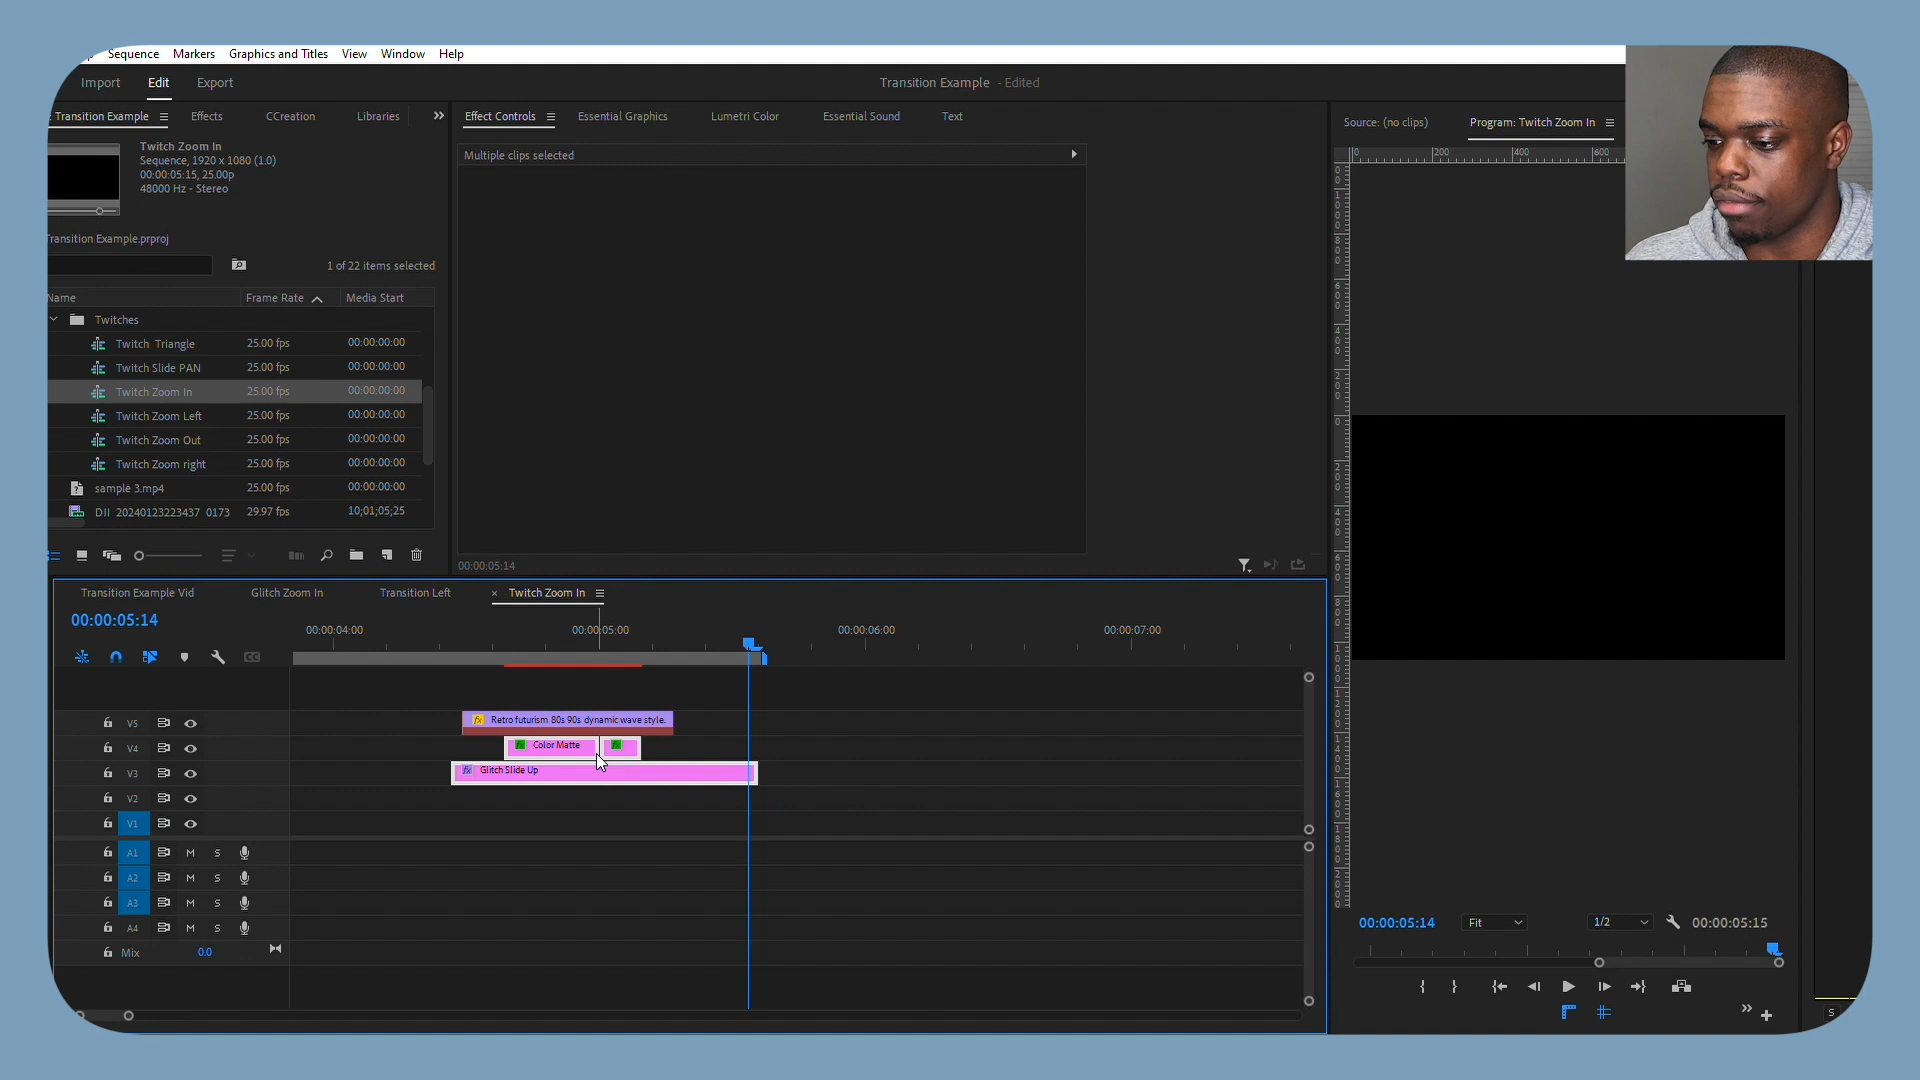 Sequence Markers Graphics and Titles View Window Help
Import Edit Export
Transition Example - Edited
Transition Example Effects CCreation Libraries
Effect Controls Essential Graphics Lumetri Color Essential Sound Text
Source: (no clips) Program: Twitch Zoom In
Twitch Zoom In
Sequence, 1920 x 1080 (1.0)
00:00:05:15, 25.00p
48000 Hz - Stereo
Multiple clips selected
0 200 400 600
Transition Example.prproj
1 of 22 items selected
Name Frame Rate Media Start
Twitches
Twitch Triangle 25.00 fps 00:00:00:00
Twitch Slide PAN 25.00 fps 00:00:00:00
Twitch Zoom In 25.00 fps 00:00:00:00
Twitch Zoom Left 25.00 fps 00:00:00:00
Twitch Zoom Out 25.00 fps 00:00:00:00
Twitch Zoom right 25.00 fps 00:00:00:00
sample 3.mp4 25.00 fps 00:00:00:00
DJI_20240123223437_0173 29.97 fps 10;01;05;25
00:00:05:14
Transition Example Vid Glitch Zoom In Transition Left × Twitch Zoom In
00:00:05:14
00:00:04:00 00:00:05:00 00:00:06:00 00:00:07:00
CC
V5 fx Retro futurism 80s 90s dynamic wave style.
V4 fx Color Matte fx
V3 fx Glitch Slide Up
V2
V1
A1 M S
A2 M S
A3 M S
A4 M S
Mix 0.0
00:00:05:14 Fit 1/2 00:00:05:15
S